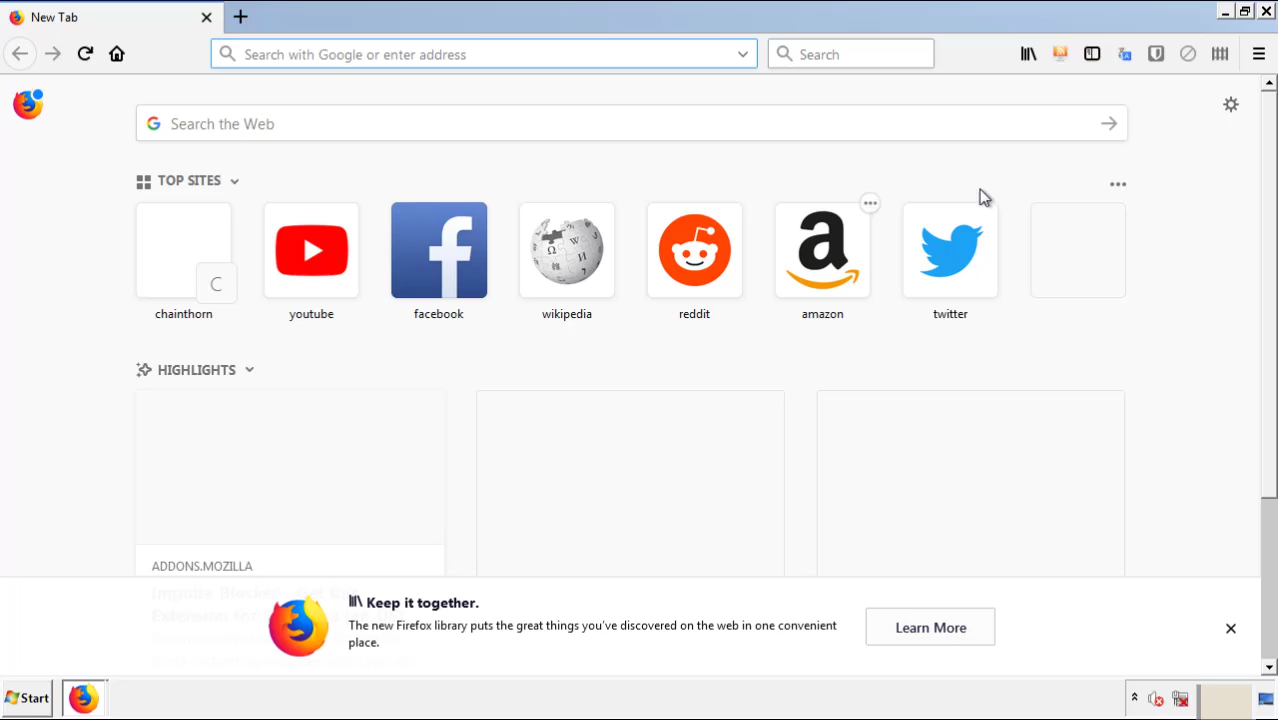 New Tab
Search with Google or enter address
Search
Search the Web
TOP SITES
C
chainthorn
youtube
facebook
wikipedia
reddit
amazon
twitter
HIGHLIGHTS
ADDONS.MOZILLA
Keep it together.
The new Firefox library puts the great things you've discovered on the web in one convenient
place.
Learn More
Start